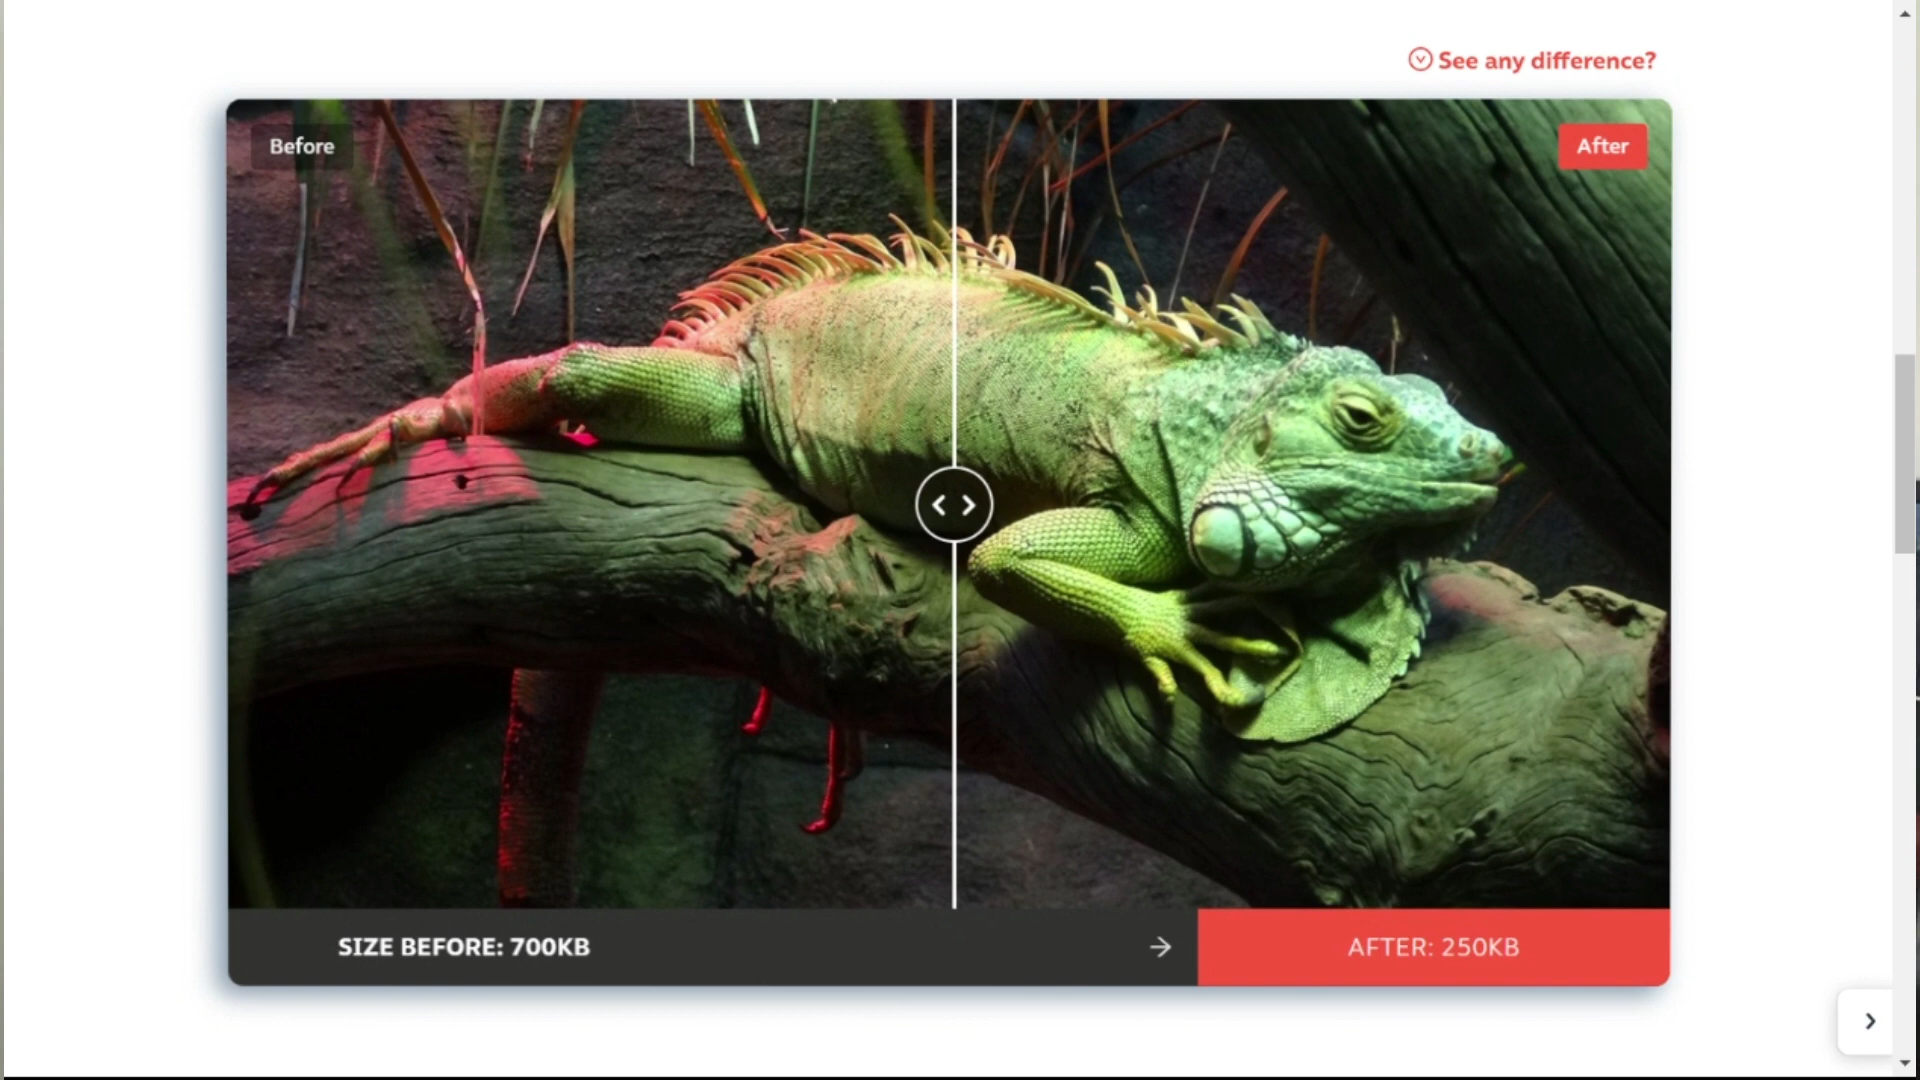 See any difference?
Before
After
SIZE BEFORE: 700KB
AFTER: 250KB